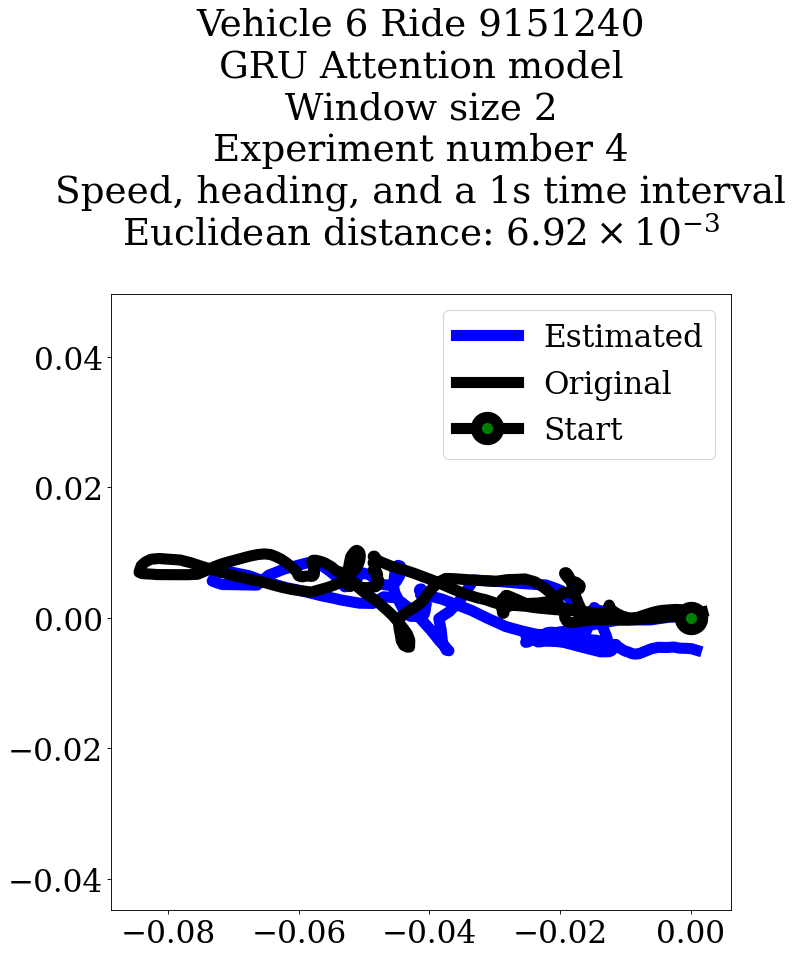 Vehicle 6 Ride 9151240
GRU Attention model
Window size 2
Experiment number 4
Speed, heading, and a 1s time interval
Euclidean distance: 6.92 × 10⁻³
Estimated
Original
Start
0.04
0.02
0.00
−0.02
−0.04
−0.08 −0.06 −0.04 −0.02 0.00